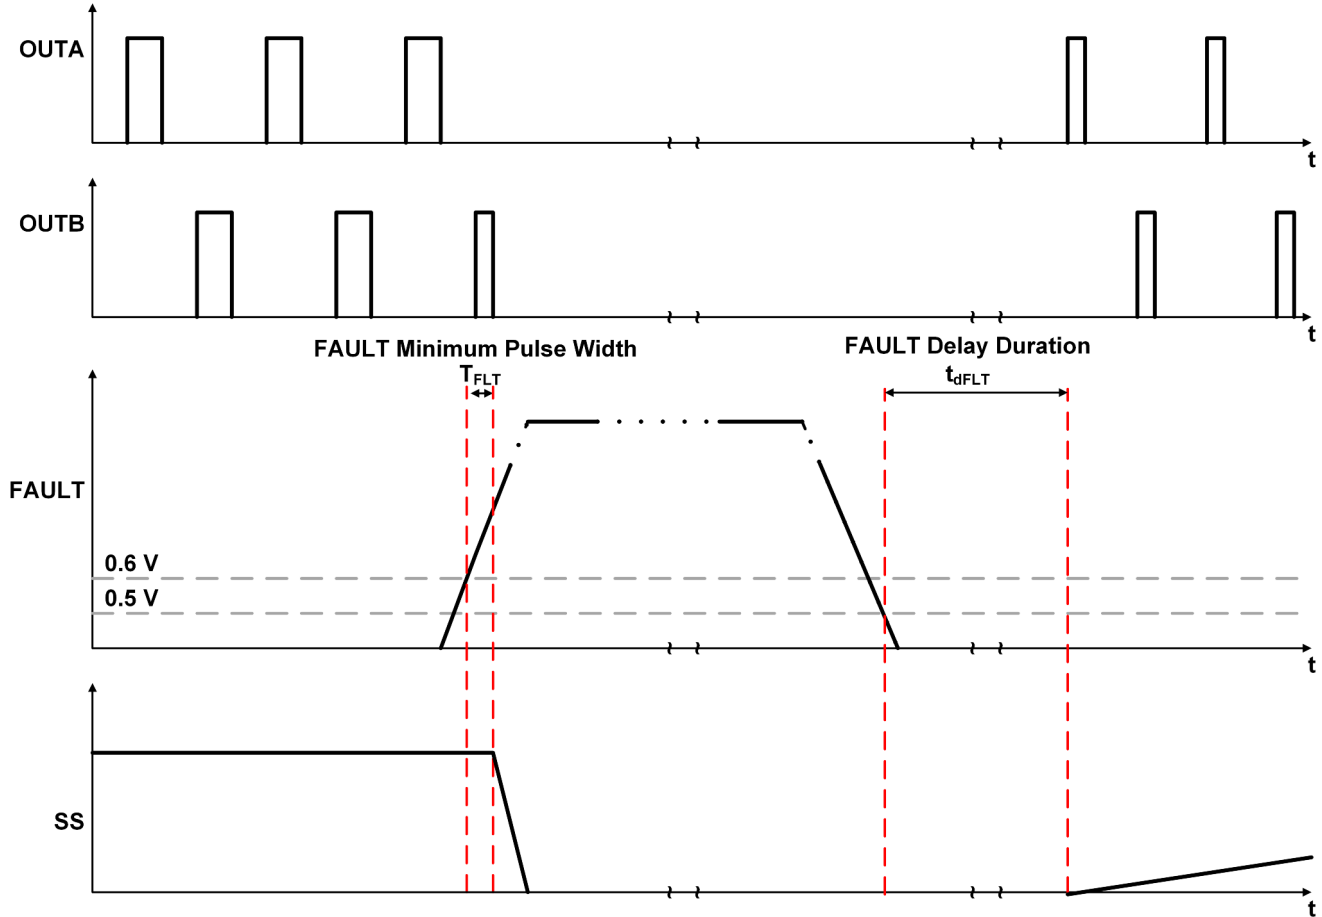 OUTA
t
OUTB
t
FAULT Minimum Pulse Width
FAULT Delay Duration
TFLT
tdFLT
FAULT
0.6 V
0.5 V
t
SS
t